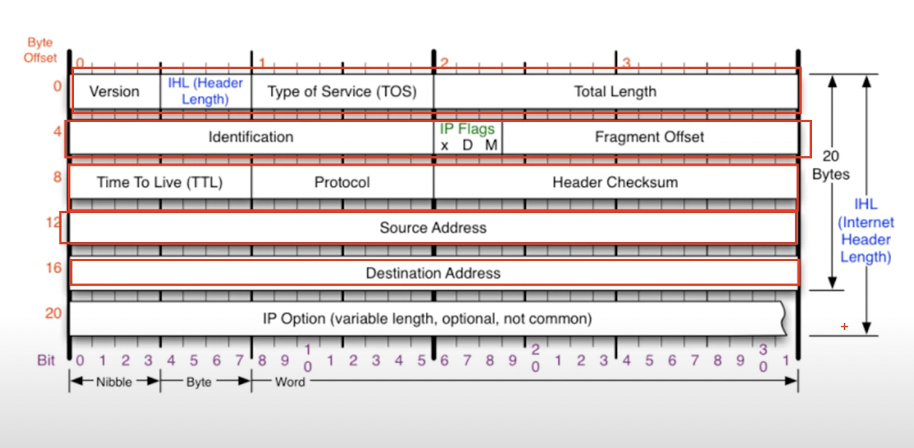 Byte
Offset
0 1 2 3
0 Version IHL (Header Length) Type of Service (TOS) Total Length
4 Identification IP Flags x D M Fragment Offset
8 Time To Live (TTL) Protocol Header Checksum
12 Source Address
16 Destination Address
20 IP Option (variable length, optional, not common)
20
Bytes
IHL
(Internet
Header
Length)
Bit 0 1 2 3 4 5 6 7 8 9 1 0 1 2 3 4 5 6 7 8 9 2 0 1 2 3 4 5 6 7 8 9 3 0 1
Nibble Byte Word